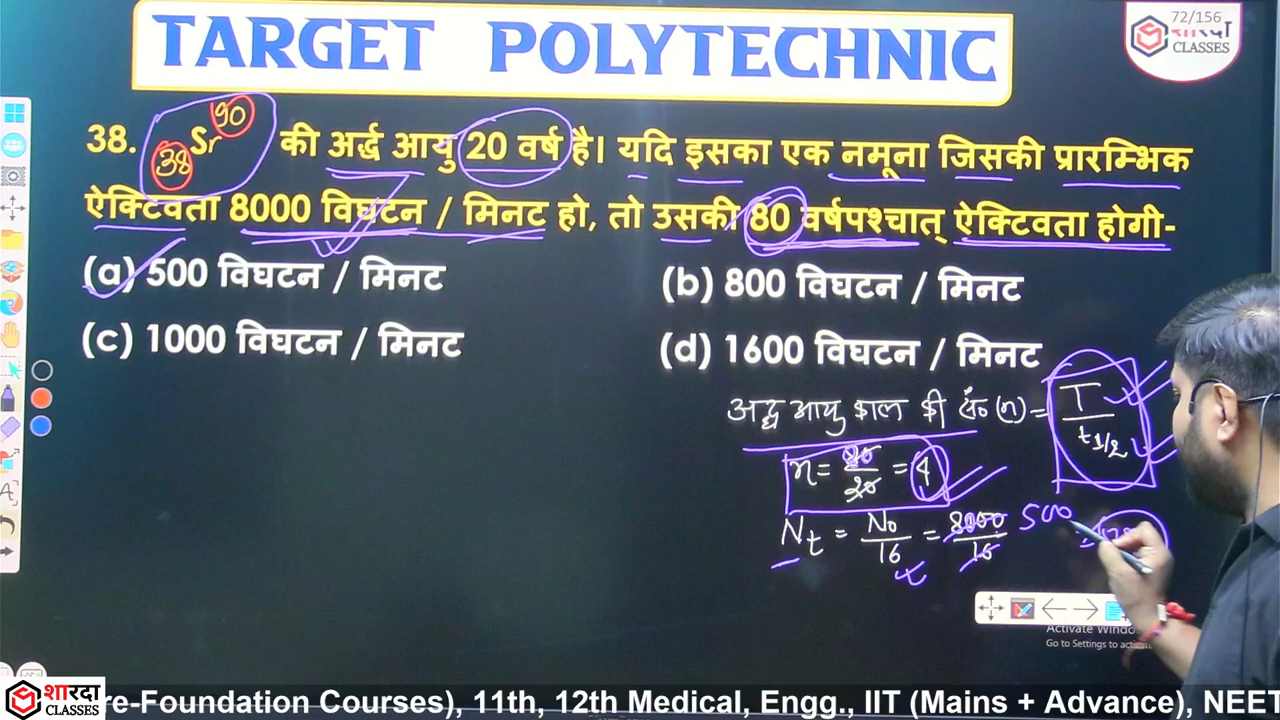 TARGET POLYTECHNIC
72/156
शारदा
CLASSES
38. 38Sr90 की अर्द्ध आयु 20 वर्ष है। यदि इसका एक नमूना जिसकी प्रारम्भिक
ऐक्टिवता 8000 विघटन / मिनट हो, तो उसकी 80 वर्षपश्चात् ऐक्टिवता होगी-
(a) 500 विघटन / मिनट
(b) 800 विघटन / मिनट
(c) 1000 विघटन / मिनट
(d) 1600 विघटन / मिनट
अर्द्ध आयु काल की सं० (n) = T / t1/2
n = 80/20 = 4
Nt = N0/16 = 8000/16 500
Go to Settings to activa
शारदा
CLASSES
re-Foundation Courses), 11th, 12th Medical, Engg., IIT (Mains + Advance), NEET